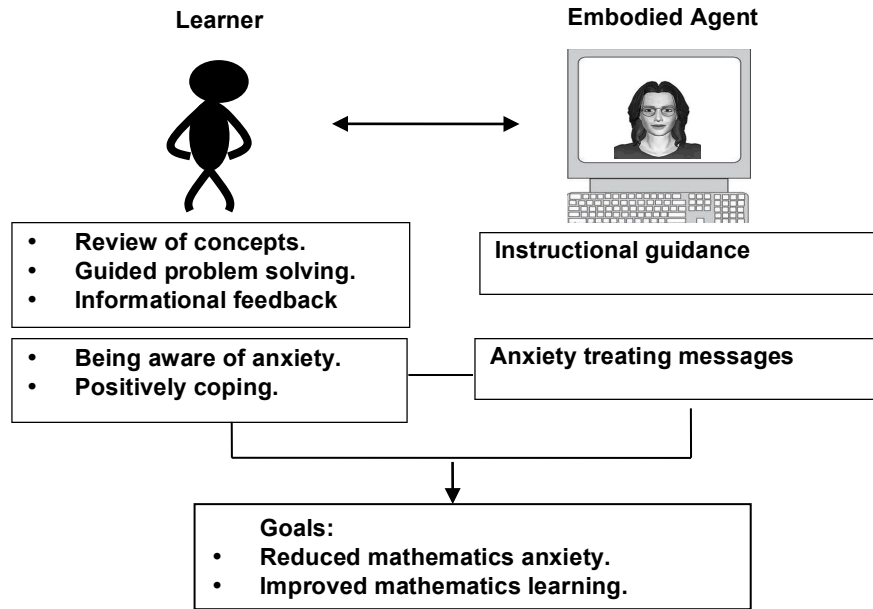 Learner
Embodied Agent
• Review of concepts.
• Guided problem solving.
• Informational feedback
Instructional guidance
• Being aware of anxiety.
• Positively coping.
Anxiety treating messages
Goals:
• Reduced mathematics anxiety.
• Improved mathematics learning.